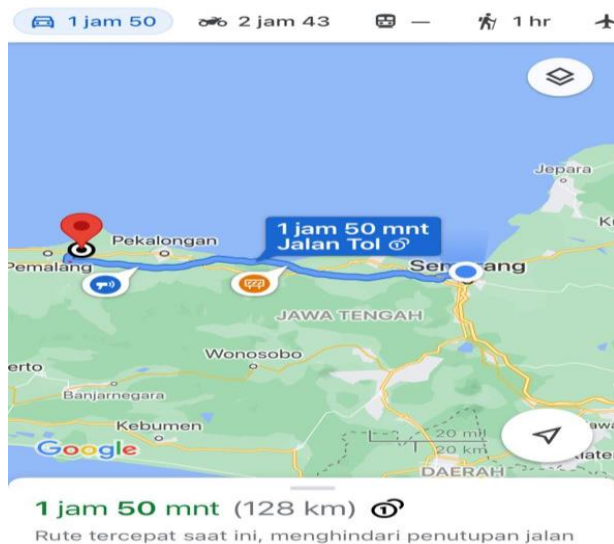 1 jam 50
2 jam 43
—
1 hr
Jepara
1 jam 50 mnt
Jalan Tol
Pekalongan
Pemalang
Semarang
JAWA TENGAH
Wonosobo
erto
Banjarnegara
Kebumen
20 mil
20 km
Google
DAERAH
1 jam 50 mnt (128 km)
Rute tercepat saat ini, menghindari penutupan jalan